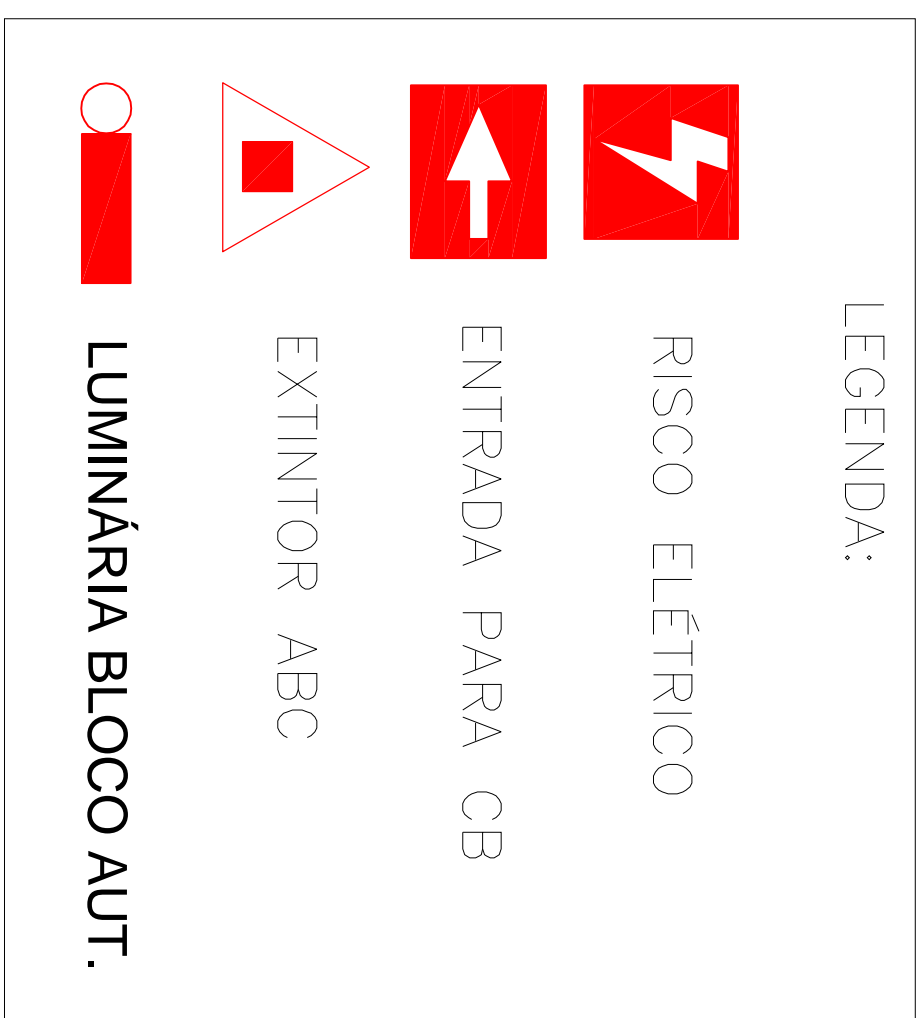 LEGENDA:
RISCO ELÉTRICO
ENTRADA PARA CB
EXTINTOR ABC
LUMINÁRIA BLOCO AUT.